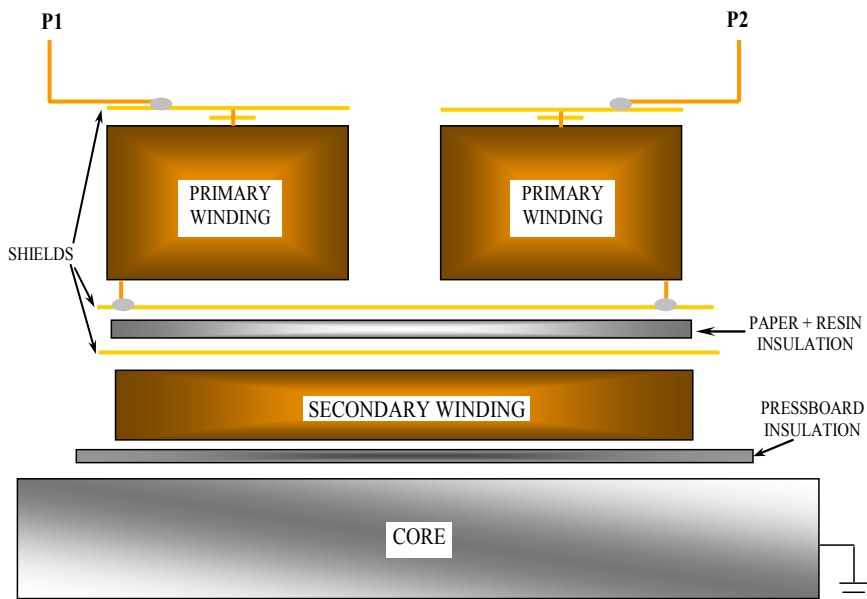 P1
P2
PRIMARY
WINDING
PRIMARY
WINDING
SHIELDS
PAPER + RESIN
INSULATION
SECONDARY WINDING
PRESSBOARD
INSULATION
CORE